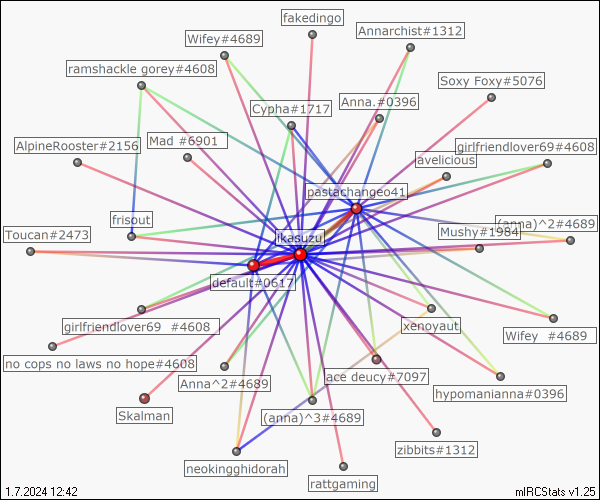 fakedingo
Annarchist#1312
Wifey#4689
ramshackle gorey#4608
Soxy Foxy#5076
Anna.#0396
Cypha#1717
Mad #6901
AlpineRooster#2156
girlfriendlover69#4608
avelicious
pastachangeo41
frisout
(anna)^2#4689
Mushy#1984
Toucan#2473
ikasuzu
default#0617
girlfriendlover69 #4608
xenoyaut
Wifey #4689
no cops no laws no hope#4608
Anna^2#4689
ace deucy#7097
hypomanianna#0396
Skalman
(anna)^3#4689
zibbits#1312
neokingghidorah
rattgaming
1.7.2024 12:42
mIRCStats v1.25